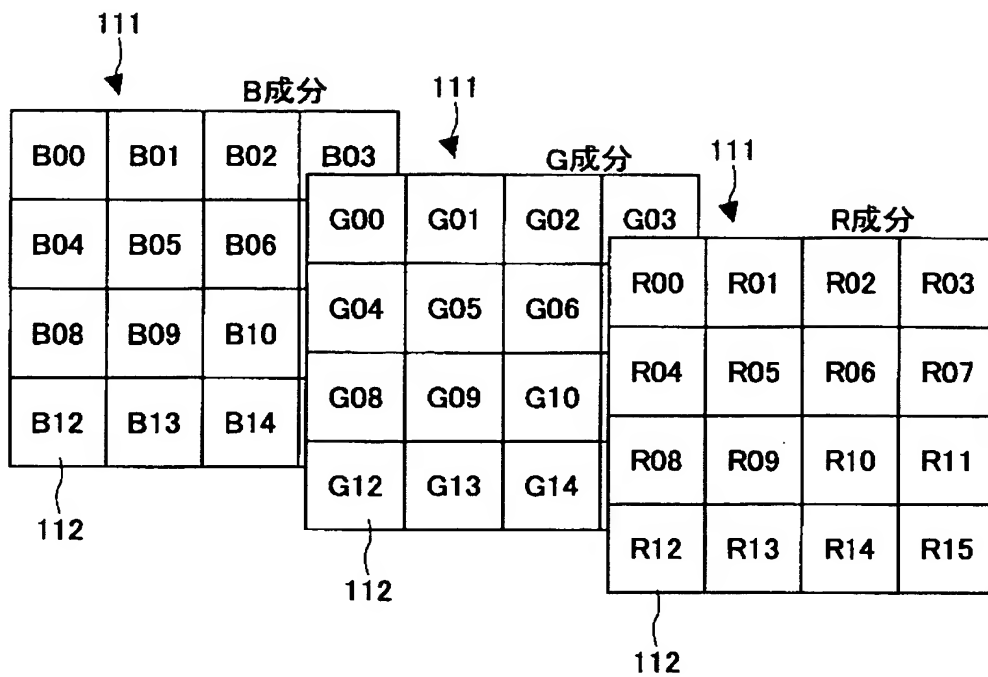 111
B成分
B00 B01 B02 B03
B04 B05 B06
B08 B09 B10
B12 B13 B14
112
111
G成分
G00 G01 G02 G03
G04 G05 G06
G08 G09 G10
G12 G13 G14
112
111
R成分
R00 R01 R02 R03
R04 R05 R06 R07
R08 R09 R10 R11
R12 R13 R14 R15
112